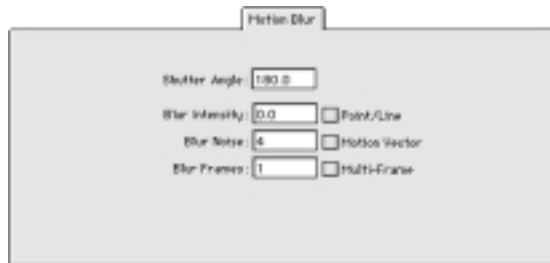 Motion Blur
Shutter Angle: 180.0
Blur Intensity: 0.0 Point/Line
Blur Noise: 4 Motion Vector
Blur Frames: 1 Multi-Frame